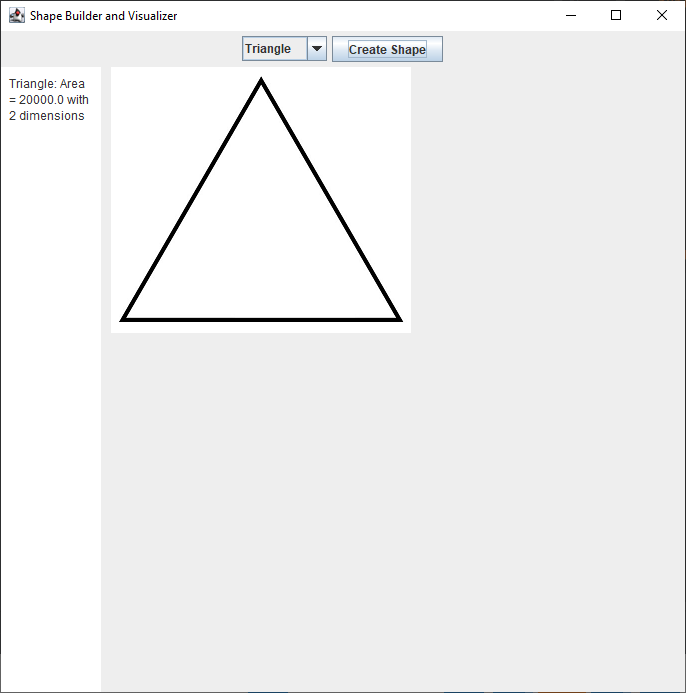 Shape Builder and Visualizer
Triangle
Create Shape
Triangle: Area
= 20000.0 with
2 dimensions